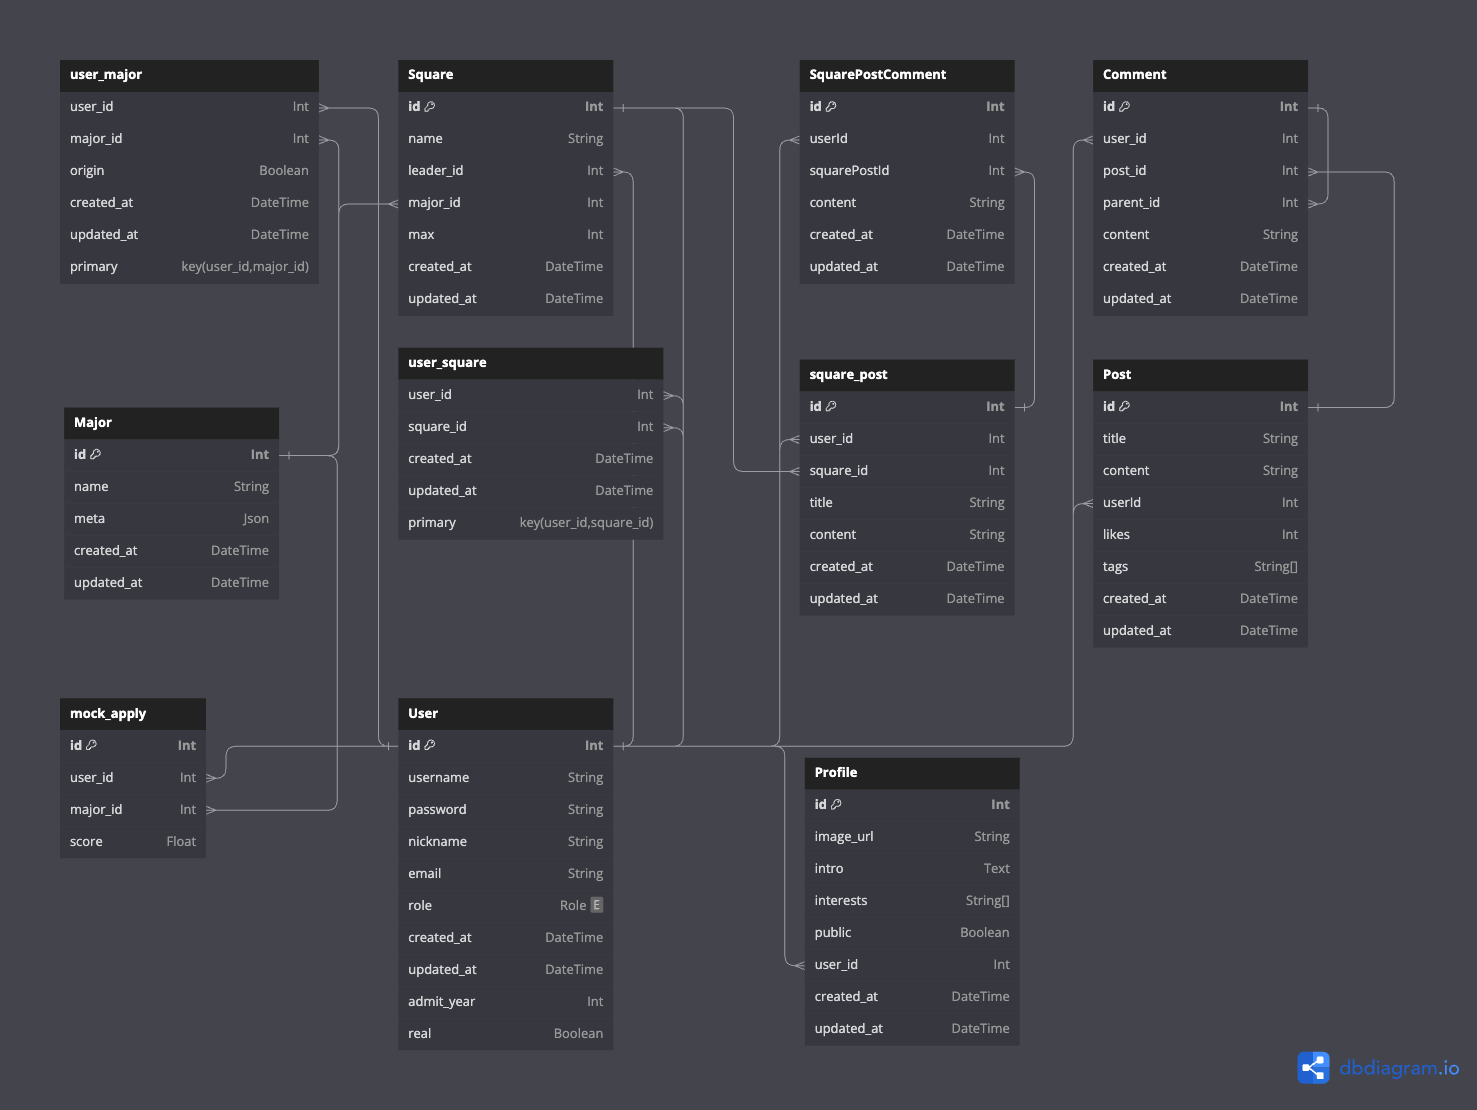 user_major
user_id Int
major_id Int
origin Boolean
created_at DateTime
updated_at DateTime
primary key(user_id,major_id)
Square
id Int
name String
leader_id Int
major_id Int
max Int
created_at DateTime
updated_at DateTime
SquarePostComment
id Int
userId Int
squarePostId Int
content String
created_at DateTime
updated_at DateTime
Comment
id Int
user_id Int
post_id Int
parent_id Int
content String
created_at DateTime
updated_at DateTime
user_square
user_id Int
square_id Int
created_at DateTime
updated_at DateTime
primary key(user_id,square_id)
square_post
id Int
user_id Int
square_id Int
title String
content String
created_at DateTime
updated_at DateTime
Post
id Int
title String
content String
userId Int
likes Int
tags String[]
created_at DateTime
updated_at DateTime
Major
id Int
name String
meta Json
created_at DateTime
updated_at DateTime
mock_apply
id Int
user_id Int
major_id Int
score Float
User
id Int
username String
password String
nickname String
email String
role Role E
created_at DateTime
updated_at DateTime
admit_year Int
real Boolean
Profile
id Int
image_url String
intro Text
interests String[]
public Boolean
user_id Int
created_at DateTime
updated_at DateTime
dbdiagram.io